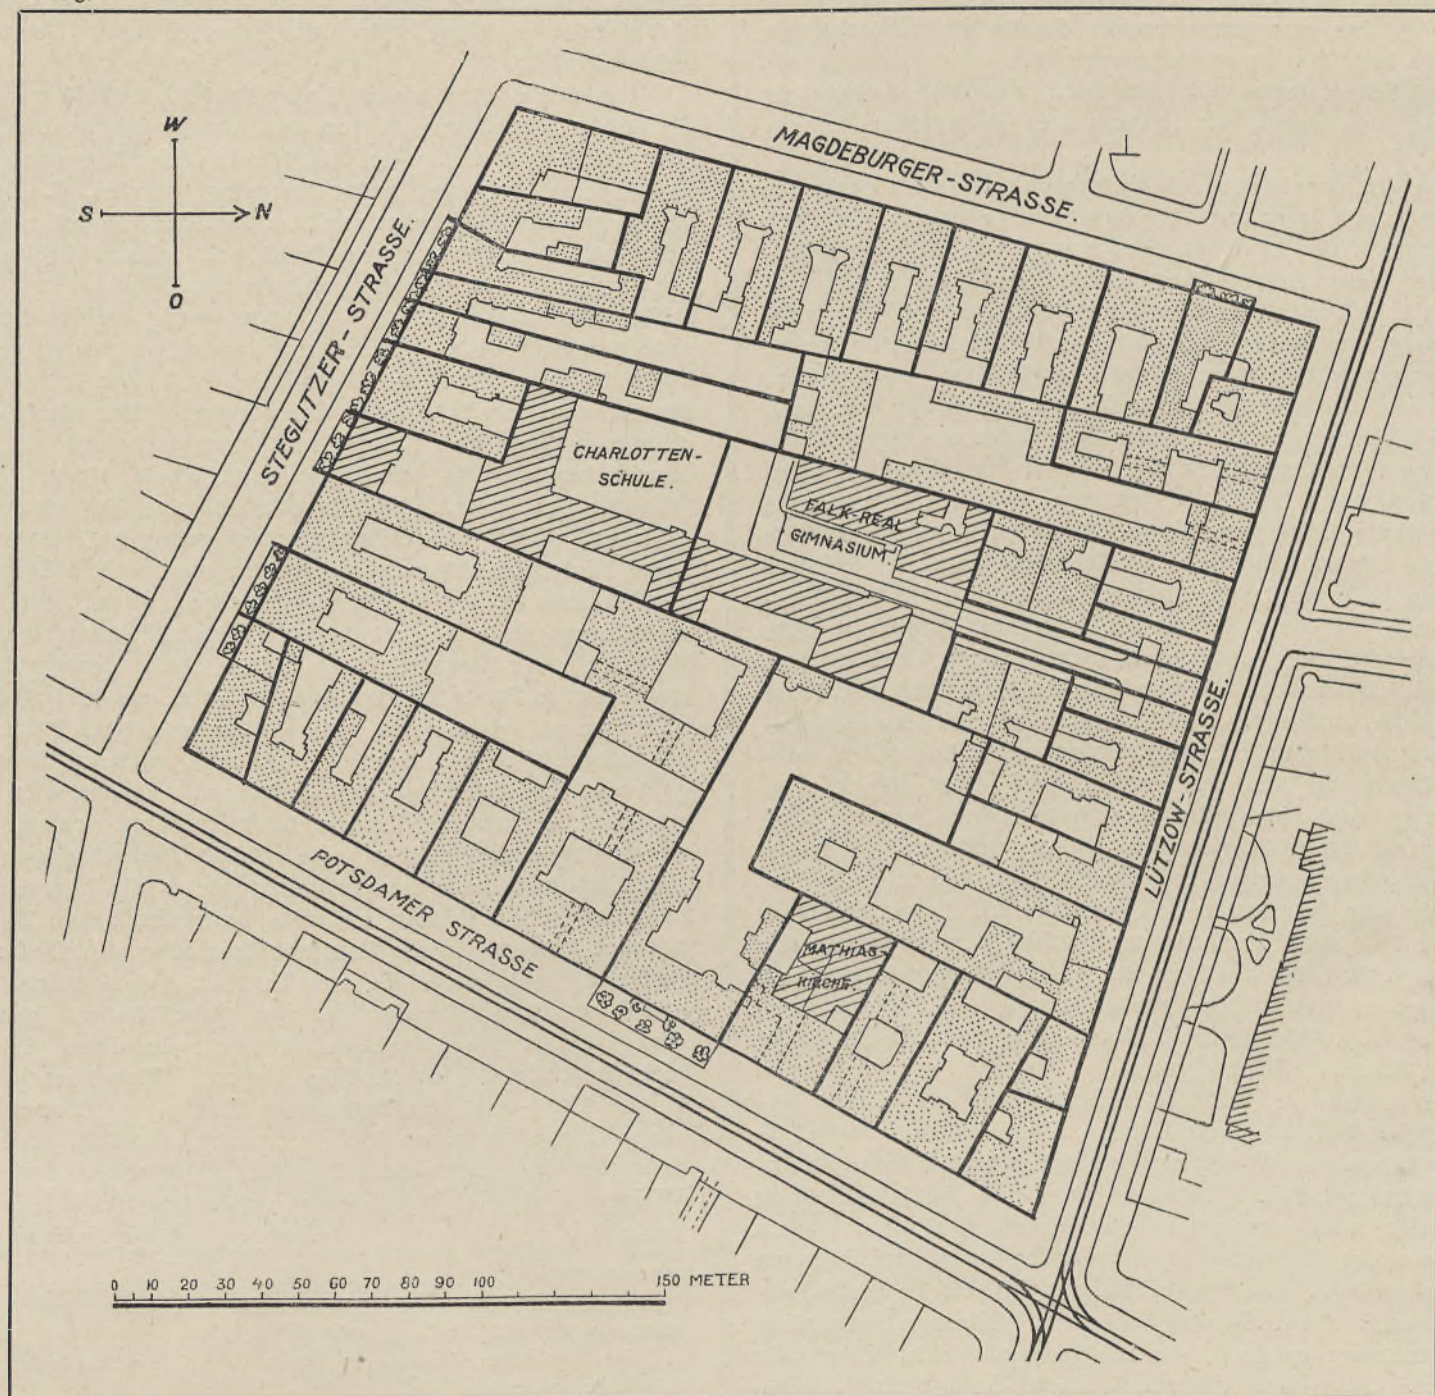 MAGDEBURGER-STRASSE.
W
S
N
O
STEGLITZER-STRASSE.
CHARLOTTEN-
SCHULE.
FALK-REAL
GIMNASIUM.
LÜTZOW-STRASSE.
POTSDAMER STRASSE
MATHIAS-
KIRCHE.
0 10 20 30 40 50 60 70 80 90 100 150 METER